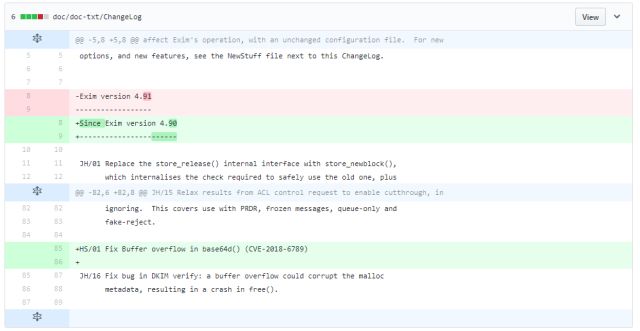 6 doc/doc-txt/ChangeLog View
@@ -5,8 +5,8 @@ affect Exim's operation, with an unchanged configuration file.  For new
5 5 options, and new features, see the NewStuff file next to this ChangeLog.
6 6
7 7
8 -Exim version 4.91
9 ------------------
8 +Since Exim version 4.90
9 +-----------------------
10 10
11 11 JH/01 Replace the store_release() internal interface with store_newblock(),
12 12 which internalises the check required to safely use the old one, plus
@@ -82,6 +82,8 @@ JH/15 Relax results from ACL control request to enable cutthrough, in
82 82 ignoring.  This covers use with PRDR, frozen messages, queue-only and
83 83 fake-reject.
84 84
85 +HS/01 Fix Buffer overflow in base64d() (CVE-2018-6789)
86 +
85 87 JH/16 Fix bug in DKIM verify: a buffer overflow could corrupt the malloc
86 88 metadata, resulting in a crash in free().
87 89